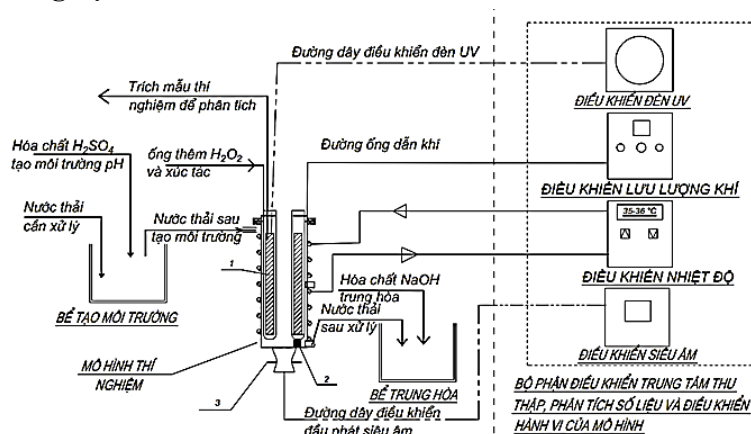 Đường dây điều khiển đèn UV
Trích mẫu thí
nghiệm để phân tích
ĐIỀU KHIỂN ĐÈN UV
Hóa chất H₂SO₄
tạo môi trường pH
ống thêm H₂O₂
và xúc tác
Đường ống dẫn khí
ĐIỀU KHIỂN LƯU LƯỢNG KHÍ
Nước thải
cần xử lý
Nước thải sau
tạo môi trường
35-36 °C
1
ĐIỀU KHIỂN NHIỆT ĐỘ
Hóa chất NaOH
trung hòa
Nước thải
sau xử lý
BỂ TẠO MÔI TRƯỜNG
ĐIỀU KHIỂN SIÊU ÂM
MÔ HÌNH THÍ
NGHIỆM
2
3
BỂ TRUNG HÒA
Đường dây điều khiển
đầu phát siêu âm
BỘ PHẬN ĐIỀU KHIỂN TRUNG TÂM THU
THẬP, PHÂN TÍCH SỐ LIỆU VÀ ĐIỀU KHIỂN
HÀNH VI CỦA MÔ HÌNH